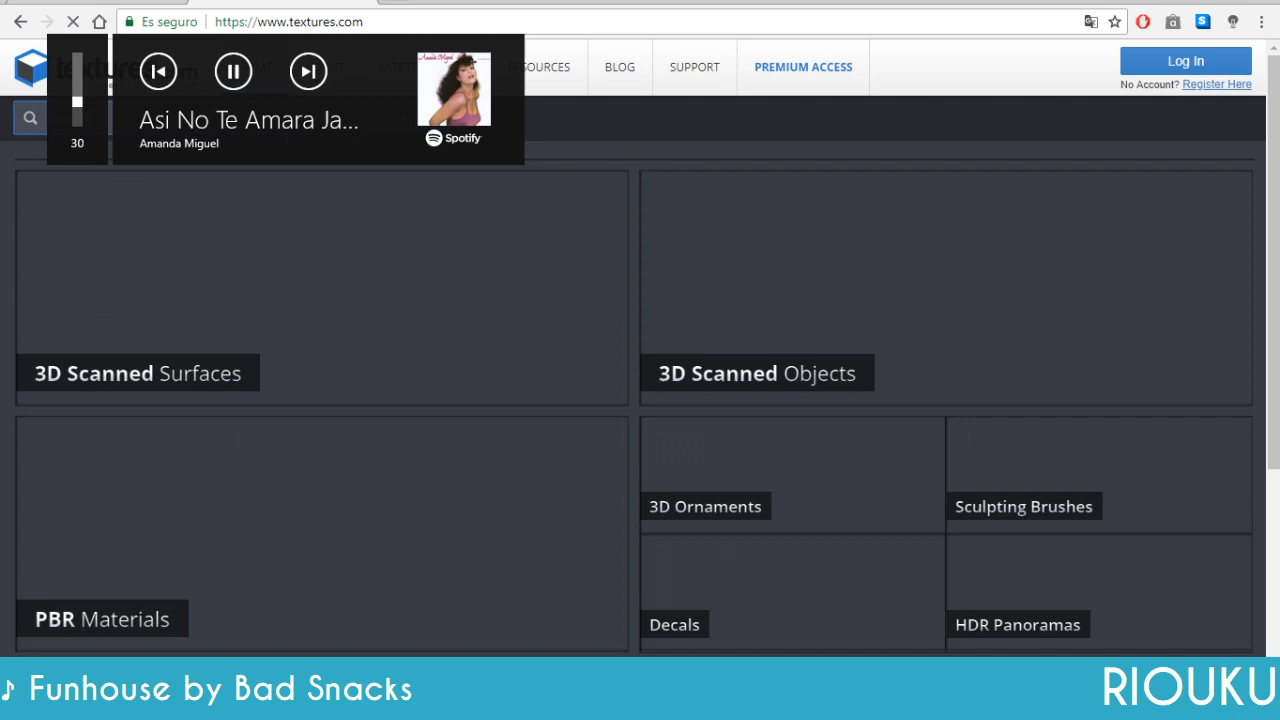 Es seguro
https://www.textures.com
SOURCES
BLOG
SUPPORT
PREMIUM ACCESS
Log In
No Account? Register Here
30
Asi No Te Amara Ja...
Amanda Miguel
Spotify
3D Scanned Surfaces
3D Scanned Objects
PBR Materials
3D Ornaments
Sculpting Brushes
Decals
HDR Panoramas
♪ Funhouse by Bad Snacks
RIOUKU